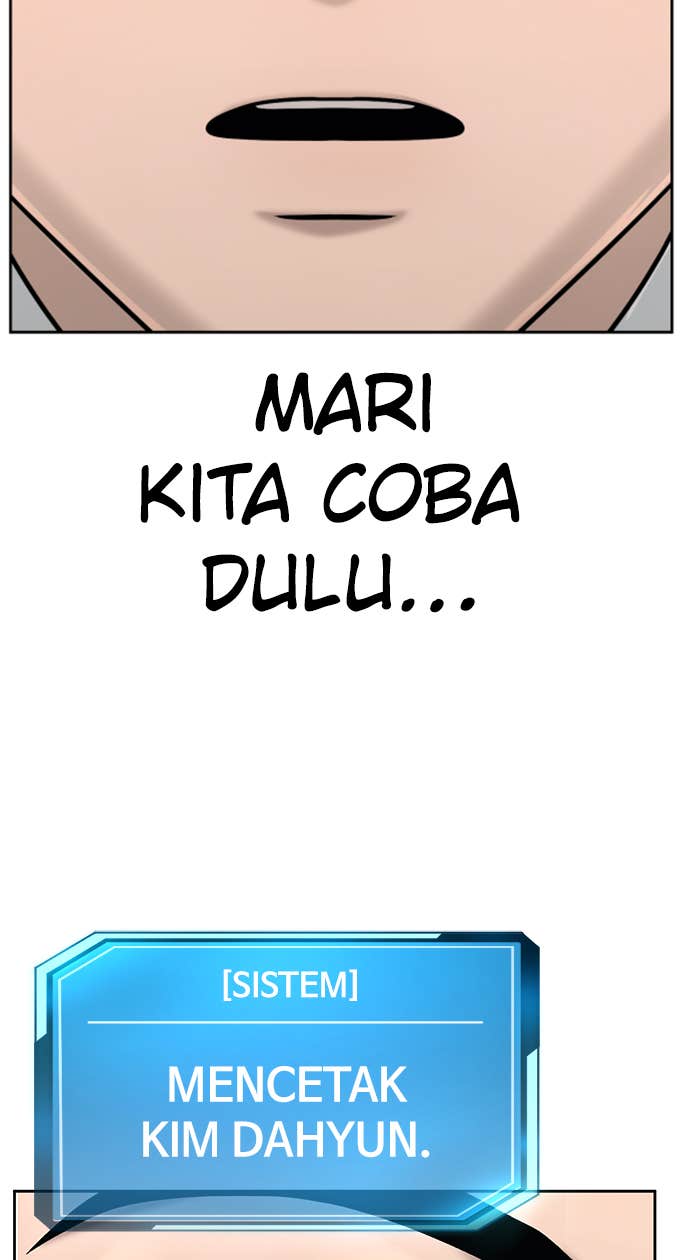 MARI
KITA COBA
DULU...
[SISTEM]
MENCETAK
KIM DAHYUN.